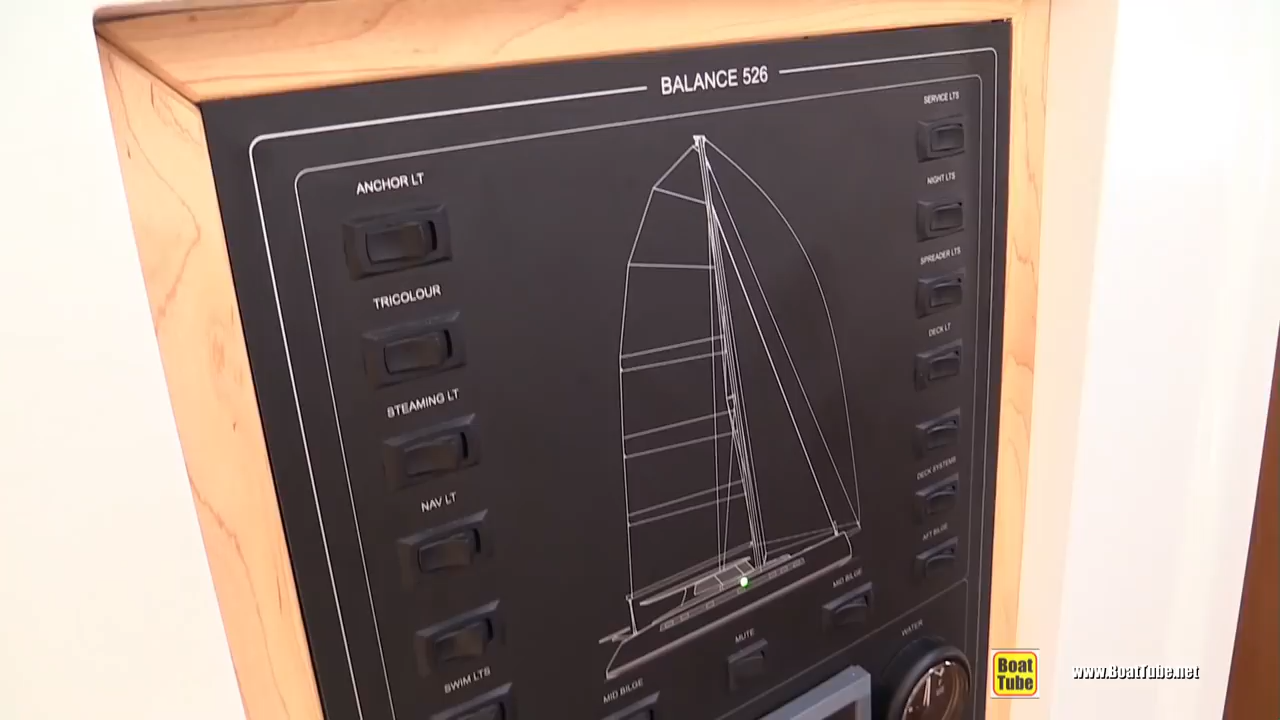 BALANCE 526
ANCHOR LT
TRICOLOUR
STEAMING LT
NAV LT
SWIM LTS
SERVICE LTS
NIGHT LTS
SPREADER LTS
DECK LT
DECK SYSTEMS
AFT BILGE
MID BILGE
MUTE
MID BILGE
WATER
Boat
Tube
www.BoatTube.net